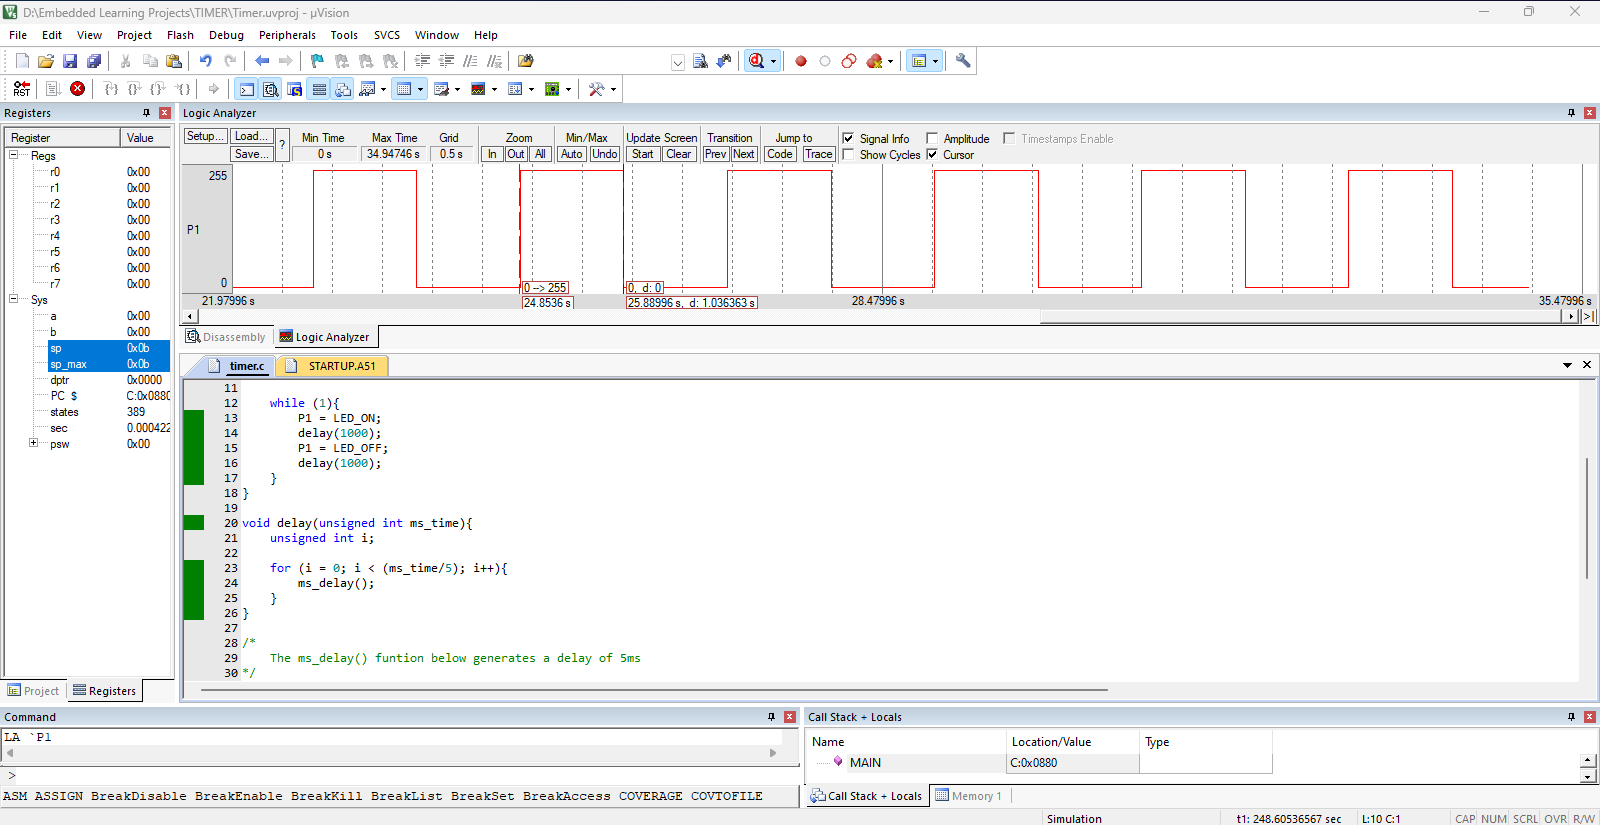 D:\Embedded Learning Projects\TIMER\Timer.uvproj - µVision
File Edit View Project Flash Debug Peripherals Tools SVCS Window Help
RST
Registers
Register Value
Regs
r0 0x00
r1 0x00
r2 0x00
r3 0x00
r4 0x00
r5 0x00
r6 0x00
r7 0x00
Sys
a 0x00
b 0x00
sp 0x0b
sp_max 0x0b
dptr 0x0000
PC $ C:0x0880
states 389
sec 0.000422
psw 0x00
Project Registers
Logic Analyzer
Setup... Load... Save... ?
Min Time Max Time Grid Zoom Min/Max Update Screen Transition Jump to
0 s 34.94746 s 0.5 s In Out All Auto Undo Start Clear Prev Next Code Trace
Signal Info Amplitude Timestamps Enable
Show Cycles Cursor
255
P1
0
0 --> 255 0, d: 0
24.8536 s 25.88996 s, d: 1.036363 s
21.97996 s 28.47996 s 35.47996 s
Disassembly Logic Analyzer
timer.c STARTUP.A51
11
12 while (1){
13 P1 = LED_ON;
14 delay(1000);
15 P1 = LED_OFF;
16 delay(1000);
17 }
18 }
19
20 void delay(unsigned int ms_time){
21 unsigned int i;
22
23 for (i = 0; i < (ms_time/5); i++){
24 ms_delay();
25 }
26 }
27
28 /*
29 The ms_delay() funtion below generates a delay of 5ms
30 */
Command
LA `P1
>
ASM ASSIGN BreakDisable BreakEnable BreakKill BreakList BreakSet BreakAccess COVERAGE COVTOFILE
Call Stack + Locals
Name Location/Value Type
MAIN C:0x0880
Call Stack + Locals Memory 1
Simulation t1: 248.60536567 sec L:10 C:1 CAP NUM SCRL OVR R/W